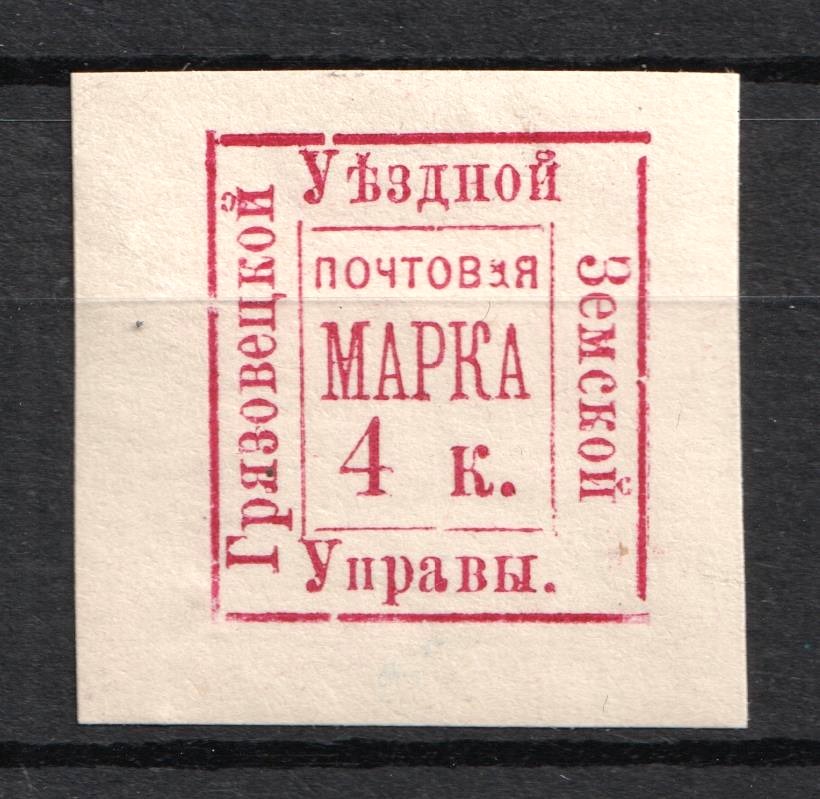 Грязовецкой
Уѣздной
Земской
Управы.
ПОЧТОВАЯ
МАРКА
4 к.